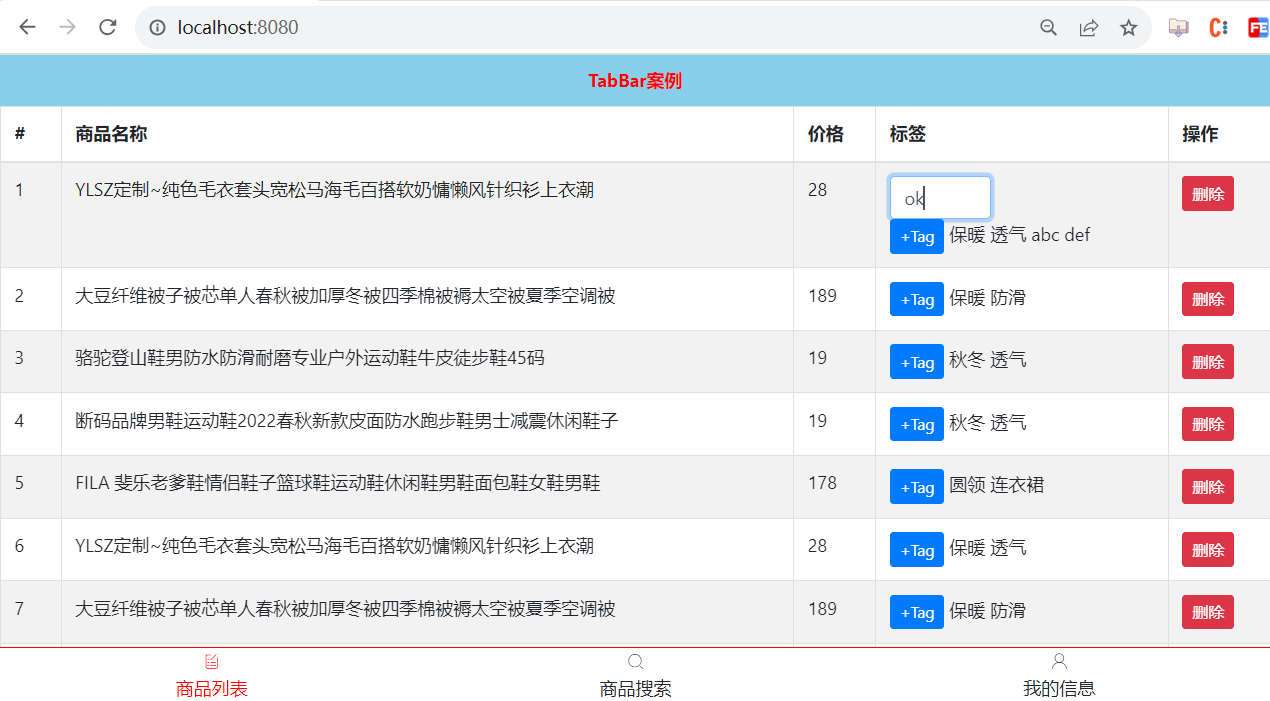 localhost:8080
TabBar案例
# 商品名称 价格 标签 操作
1 YLSZ定制~纯色毛衣套头宽松马海毛百搭软奶慵懒风针织衫上衣潮 28 ok 删除
+Tag 保暖 透气 abc def
2 大豆纤维被子被芯单人春秋被加厚冬被四季棉被褥太空被夏季空调被 189 +Tag 保暖 防滑 删除
3 骆驼登山鞋男防水防滑耐磨专业户外运动鞋牛皮徒步鞋45码 19 +Tag 秋冬 透气 删除
4 断码品牌男鞋运动鞋2022春秋新款皮面防水跑步鞋男士减震休闲鞋子 19 +Tag 秋冬 透气 删除
5 FILA 斐乐老爹鞋情侣鞋子篮球鞋运动鞋休闲鞋男鞋面包鞋女鞋男鞋 178 +Tag 圆领 连衣裙 删除
6 YLSZ定制~纯色毛衣套头宽松马海毛百搭软奶慵懒风针织衫上衣潮 28 +Tag 保暖 透气 删除
7 大豆纤维被子被芯单人春秋被加厚冬被四季棉被褥太空被夏季空调被 189 +Tag 保暖 防滑 删除
商品列表 商品搜索 我的信息